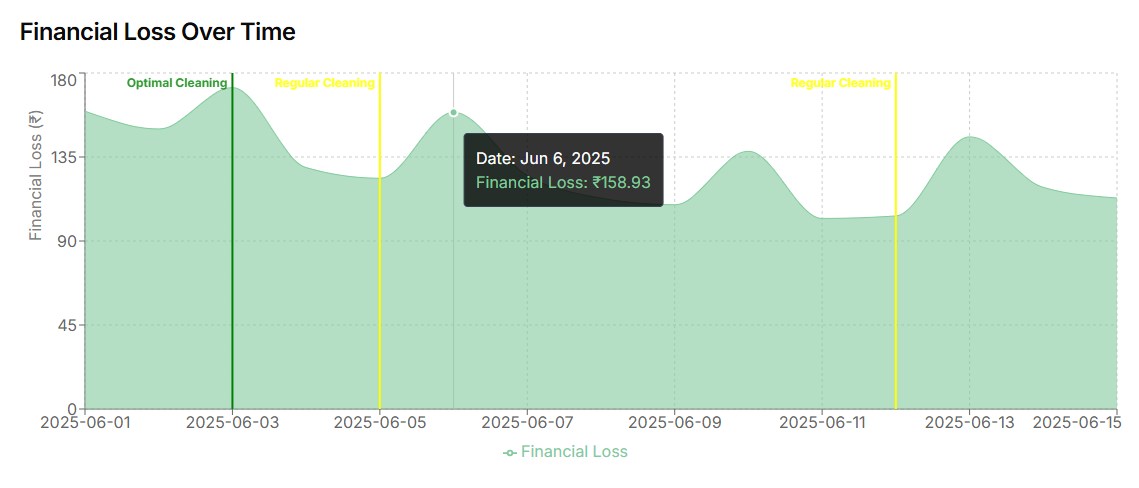 Financial Loss Over Time
Optimal Cleaning
Regular Cleaning
Regular Cleaning
180
135
90
45
0
Financial Loss (₹)
Date: Jun 6, 2025
Financial Loss: ₹158.93
2025-06-01 2025-06-03 2025-06-05 2025-06-07 2025-06-09 2025-06-11 2025-06-13 2025-06-15
Financial Loss